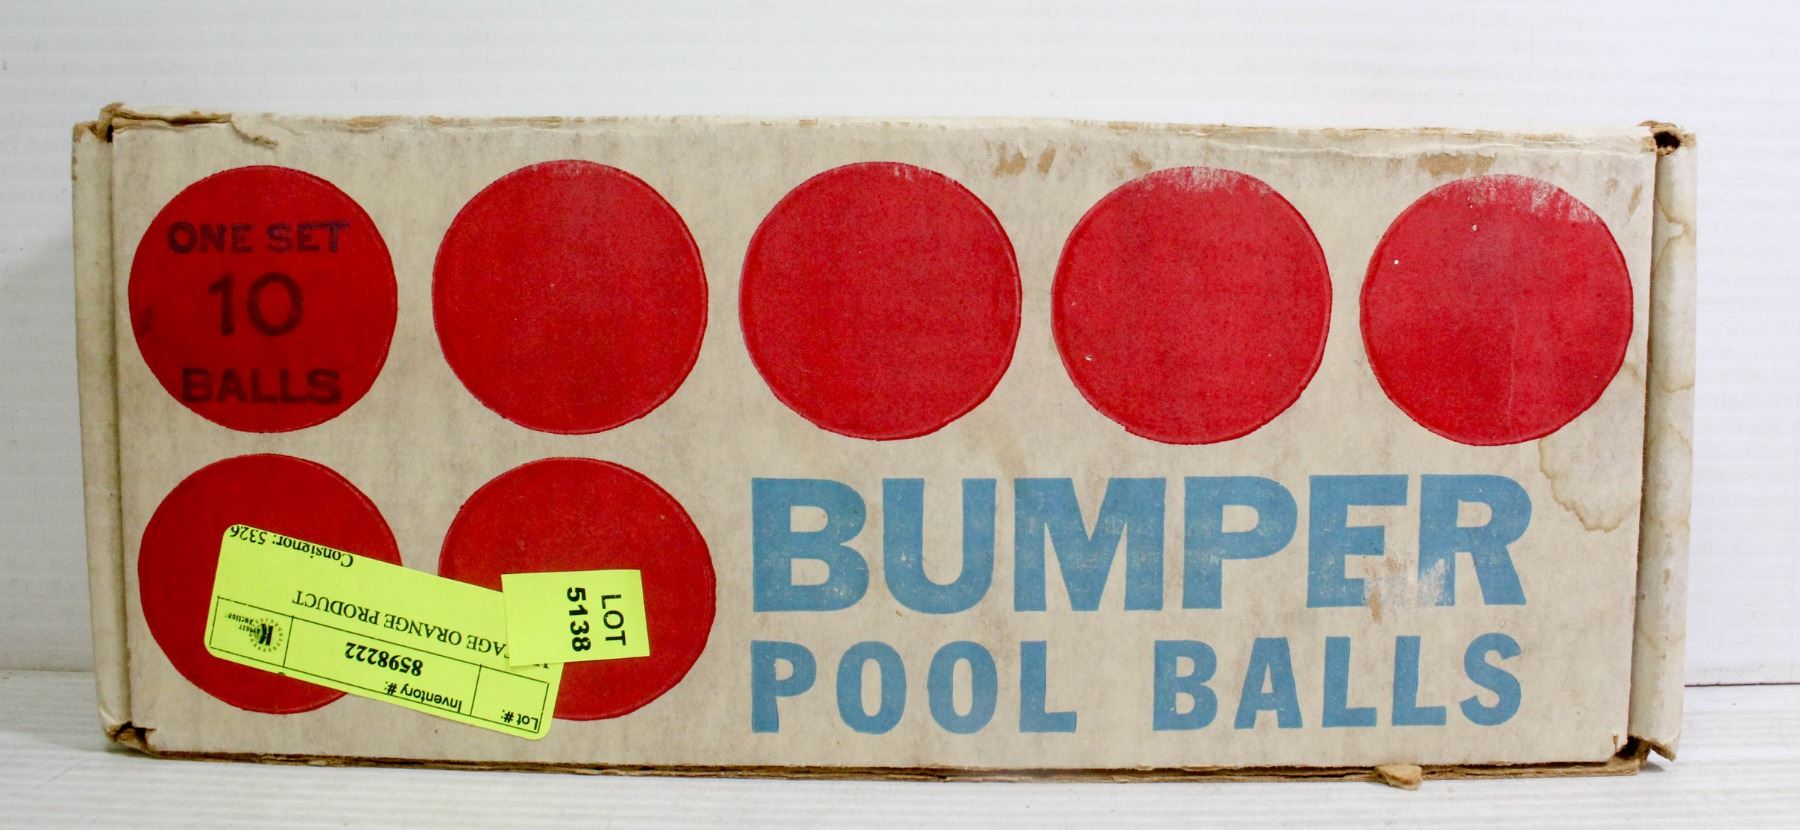 ONE SET
10
BALLS
BUMPER
POOL BALLS
LOT
5138
Lot #:
Inventory #:
8598222
K
AGE ORANGE PRODUCT
Consignor: 5326